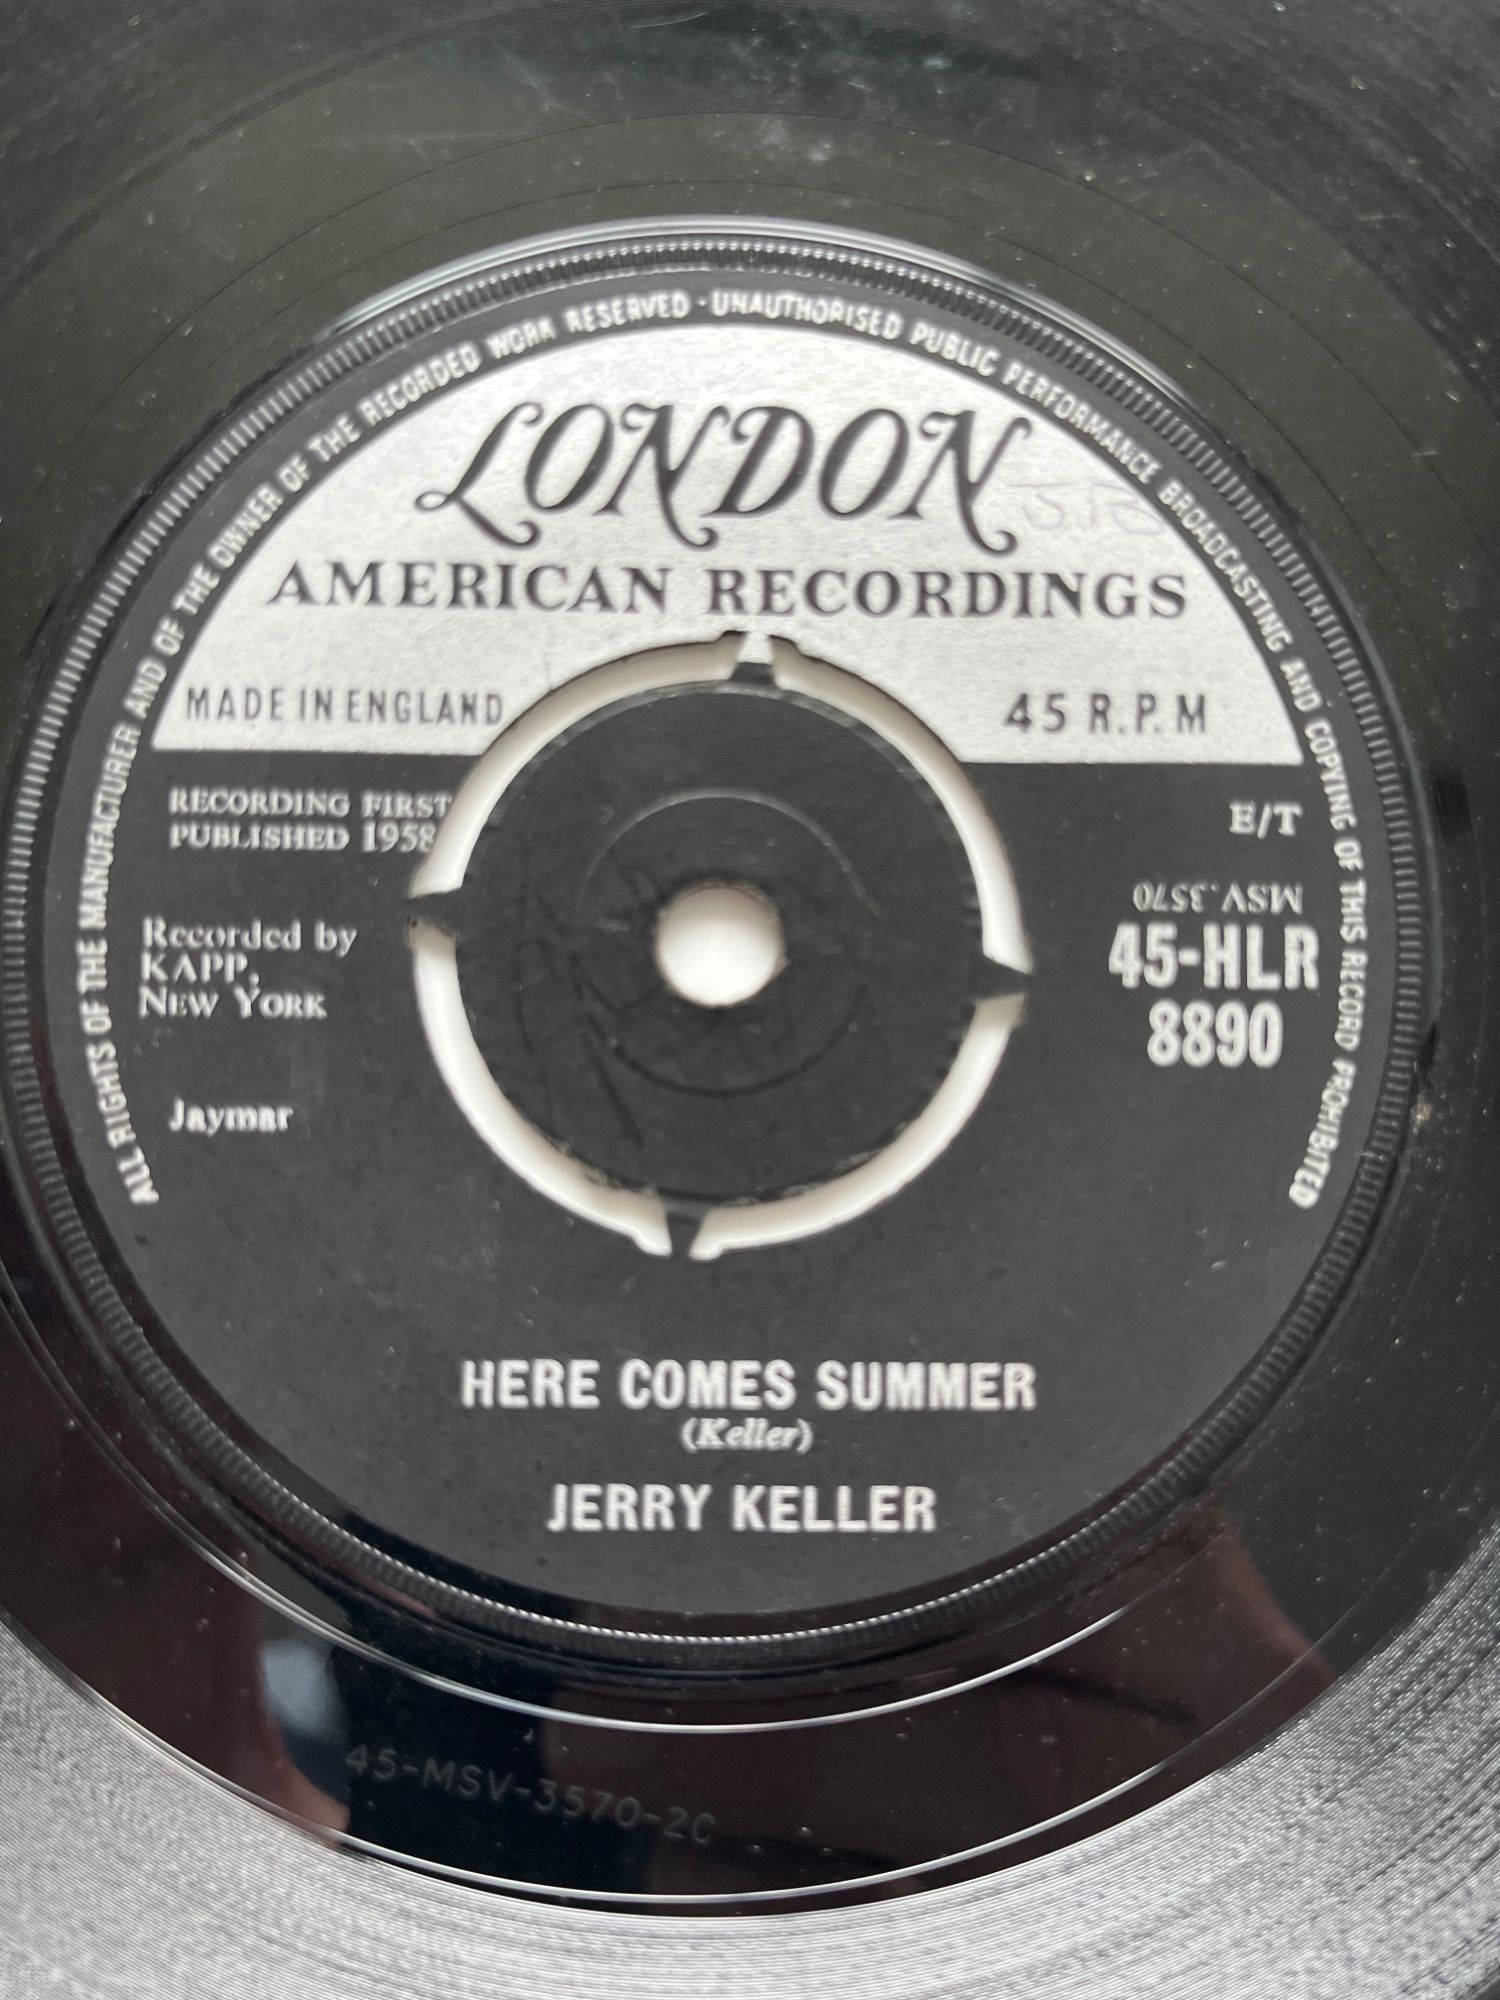 ALL RIGHTS OF THE MANUFACTURER AND OF THE OWNER OF THE RECORDED WORK RESERVED · UNAUTHORISED PUBLIC PERFORMANCE BROADCASTING AND COPYING OF THIS RECORD PROHIBITED
LONDON
AMERICAN RECORDINGS
MADE IN ENGLAND
45 R.P.M
RECORDING FIRST
PUBLISHED 1958
E/T
MSV.3570
Recorded by
KAPP,
NEW YORK
45-HLR
8890
Jaymar
HERE COMES SUMMER
(Keller)
JERRY KELLER
45-MSV-3570-2C